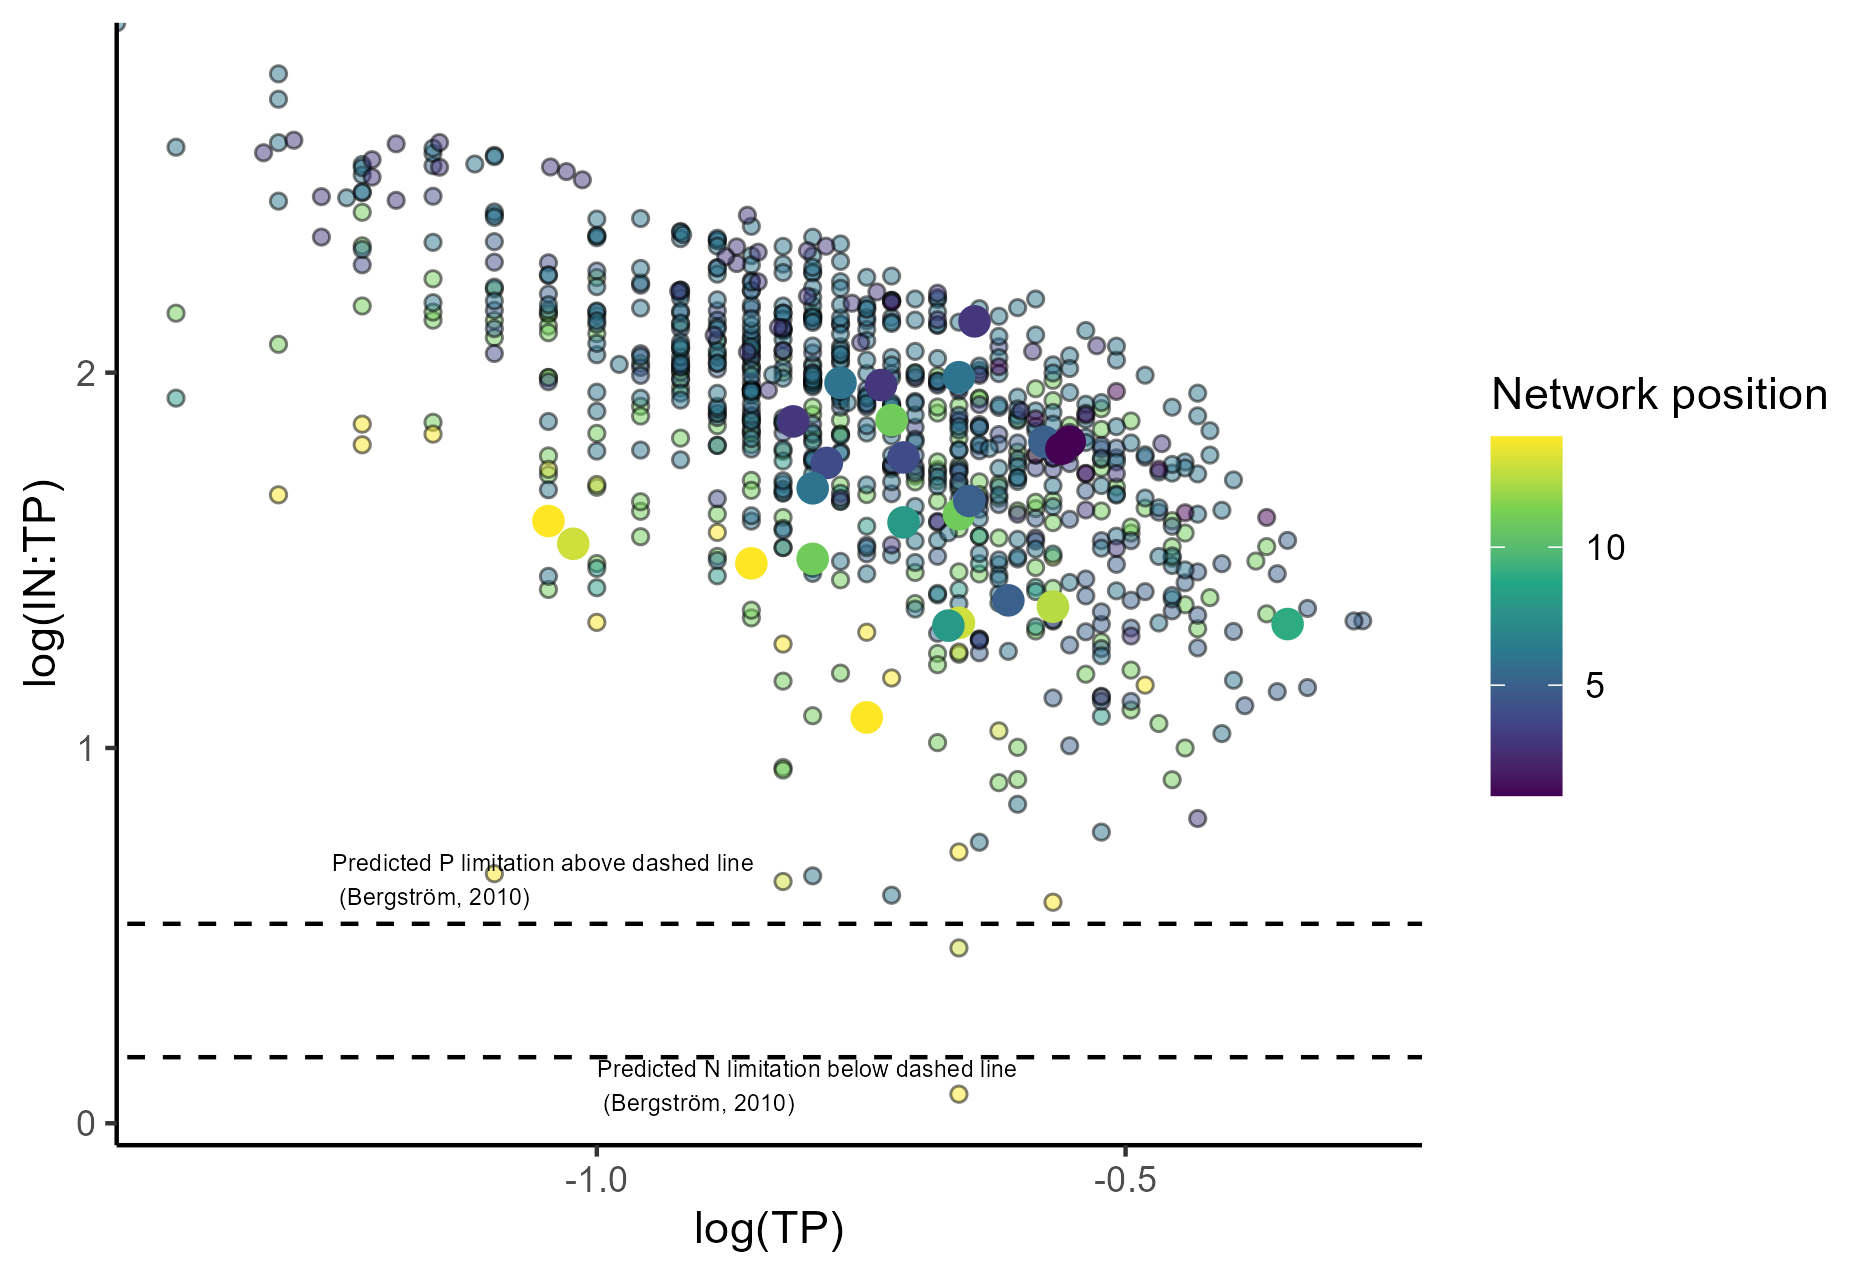 log(IN:TP)
2
1
0
Predicted P limitation above dashed line
(Bergström, 2010)
Predicted N limitation below dashed line
(Bergström, 2010)
-1.0
-0.5
log(TP)
Network position
10
5